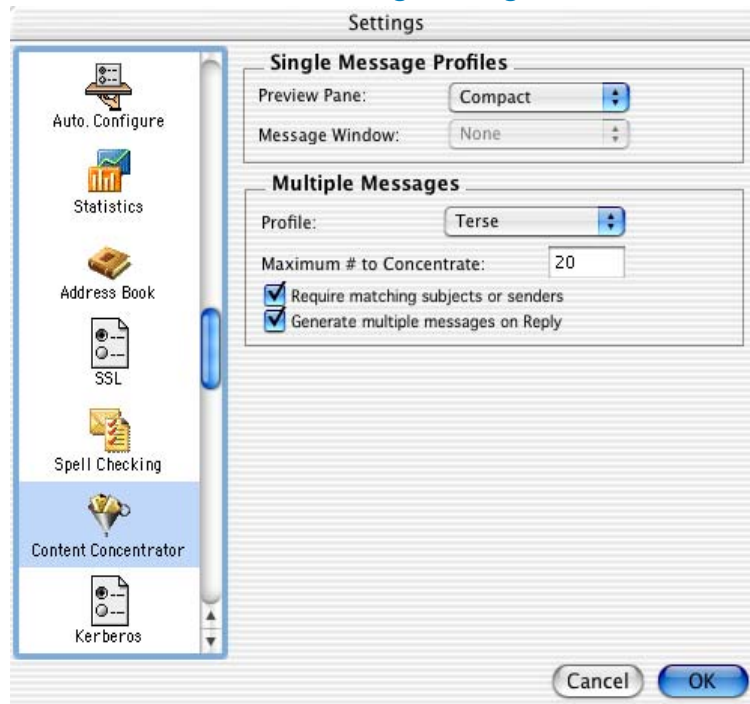 Settings
Auto. Configure
Statistics
Address Book
SSL
Spell Checking
Content Concentrator
Kerberos
Single Message Profiles
Preview Pane: Compact
Message Window: None
Multiple Messages
Profile: Terse
Maximum # to Concentrate: 20
Require matching subjects or senders
Generate multiple messages on Reply
Cancel OK